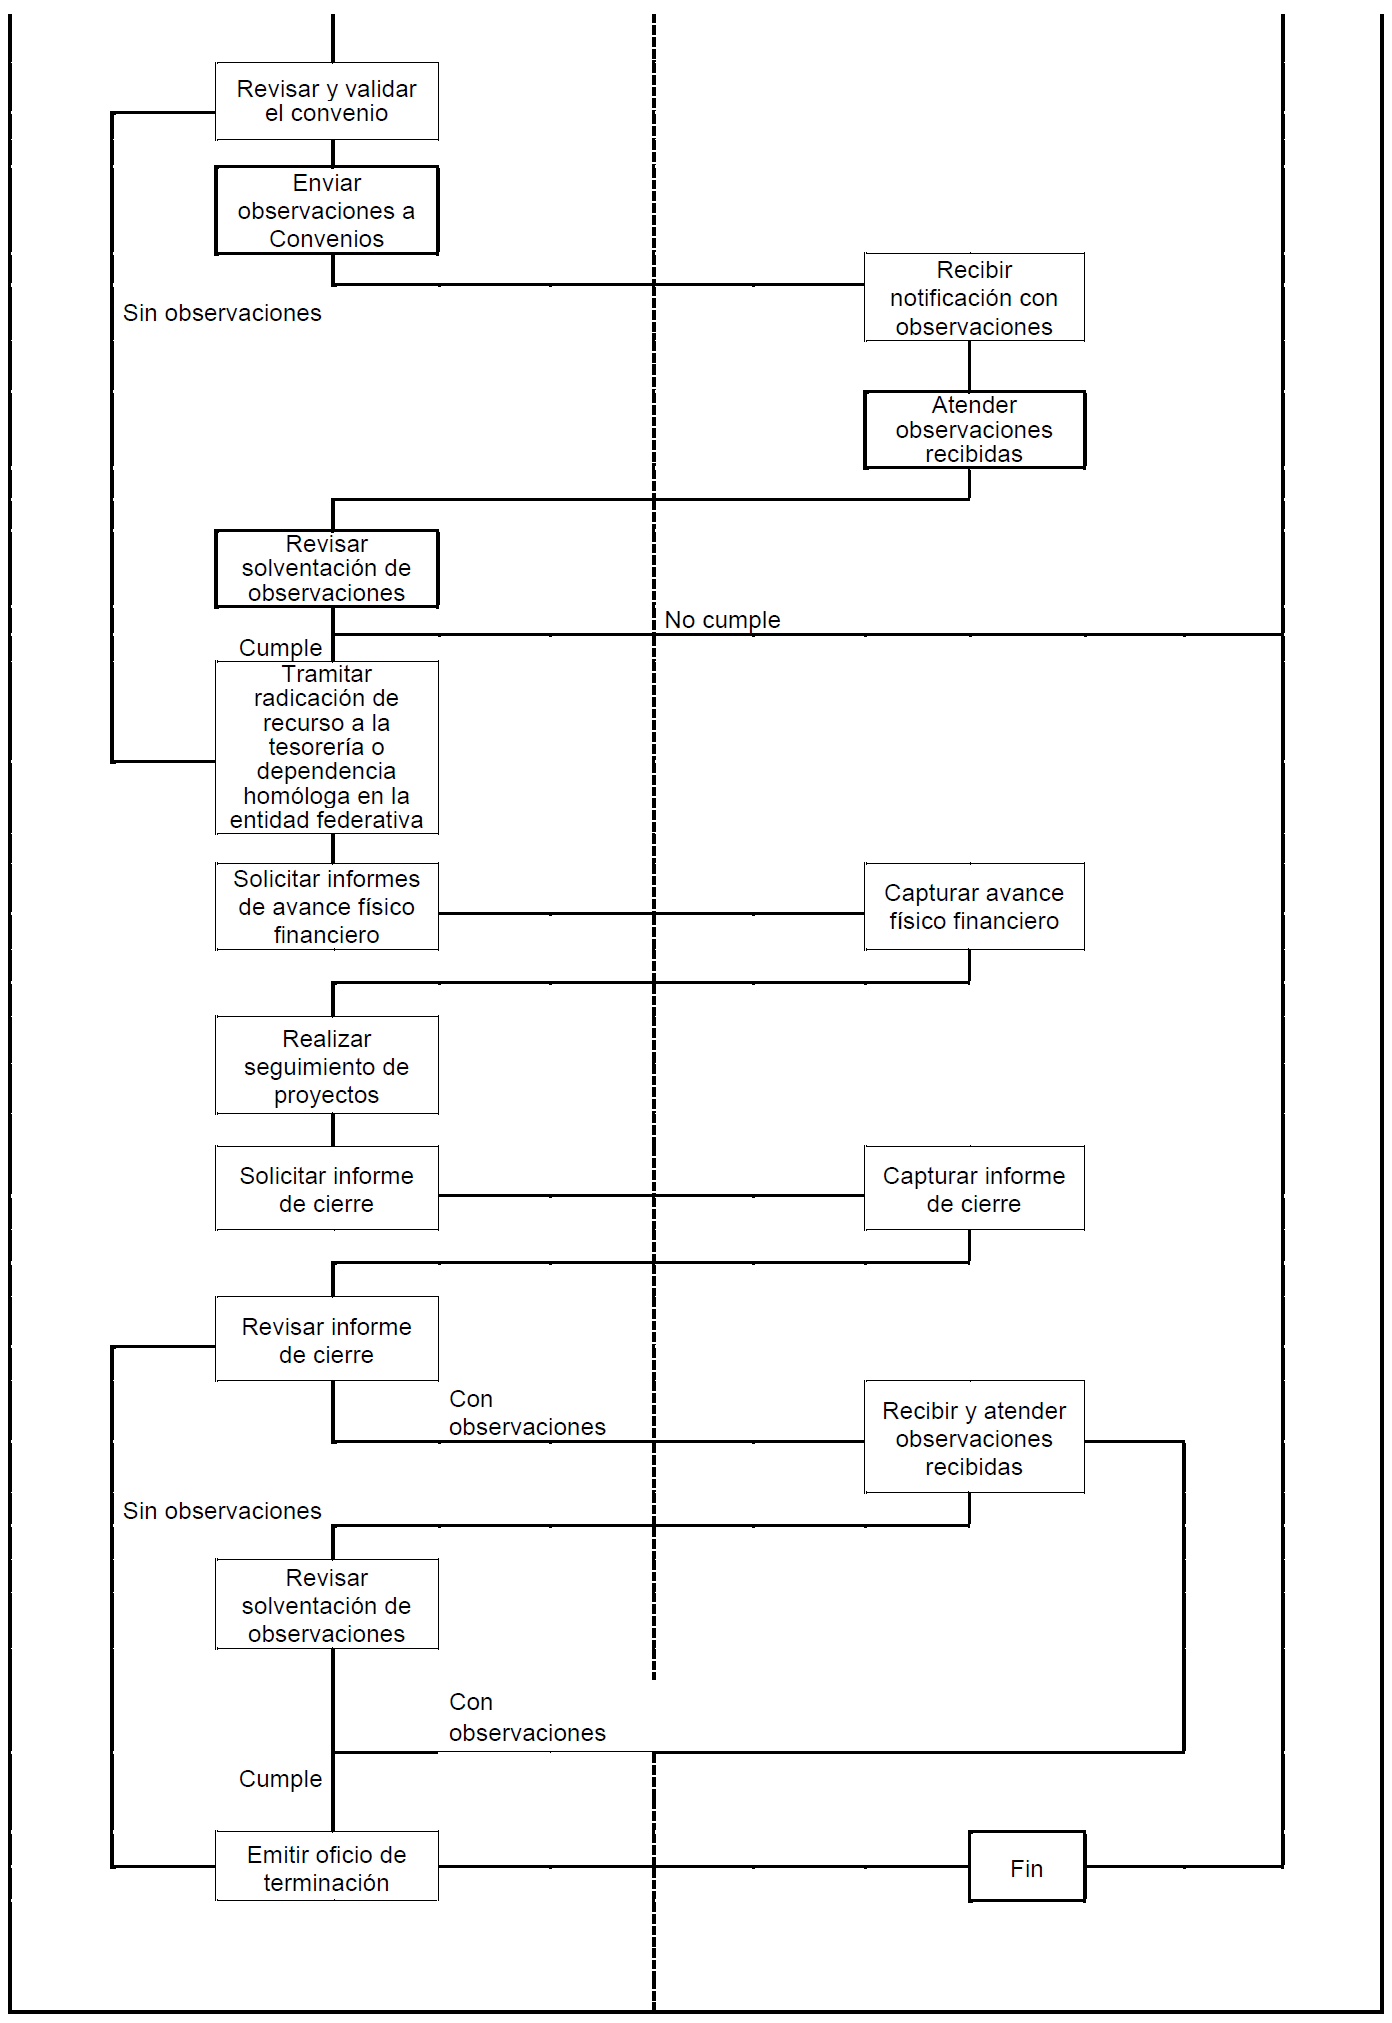 Revisar y validar
el convenio
Enviar
observaciones a
Convenios
Recibir
notificación con
observaciones
Sin observaciones
Atender
observaciones
recibidas
Revisar
solventación de
observaciones
No cumple
Cumple
Tramitar
radicación de
recurso a la
tesorería o
dependencia
homóloga en la
entidad federativa
Solicitar informes
de avance físico
financiero
Capturar avance
físico financiero
Realizar
seguimiento de
proyectos
Solicitar informe
de cierre
Capturar informe
de cierre
Revisar informe
de cierre
Con
observaciones
Recibir y atender
observaciones
recibidas
Sin observaciones
Revisar
solventación de
observaciones
Con
observaciones
Cumple
Emitir oficio de
terminación
Fin